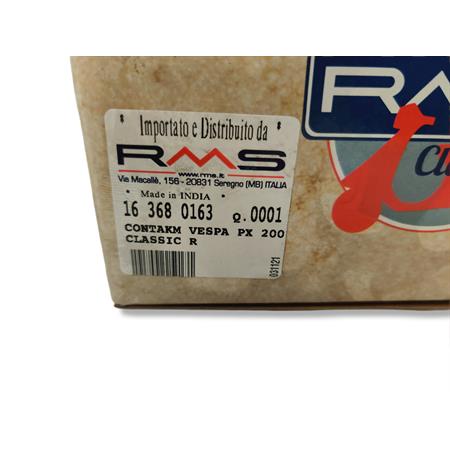 * Importato e Distribuito da *
RMS
www.rms.it
Via Macallè, 156 - 20831 Seregno (MB) ITALIA
* Made in INDIA *
16 368 0163 Q.0001
CONTAKM VESPA PX 200
CLASSIC R
031121